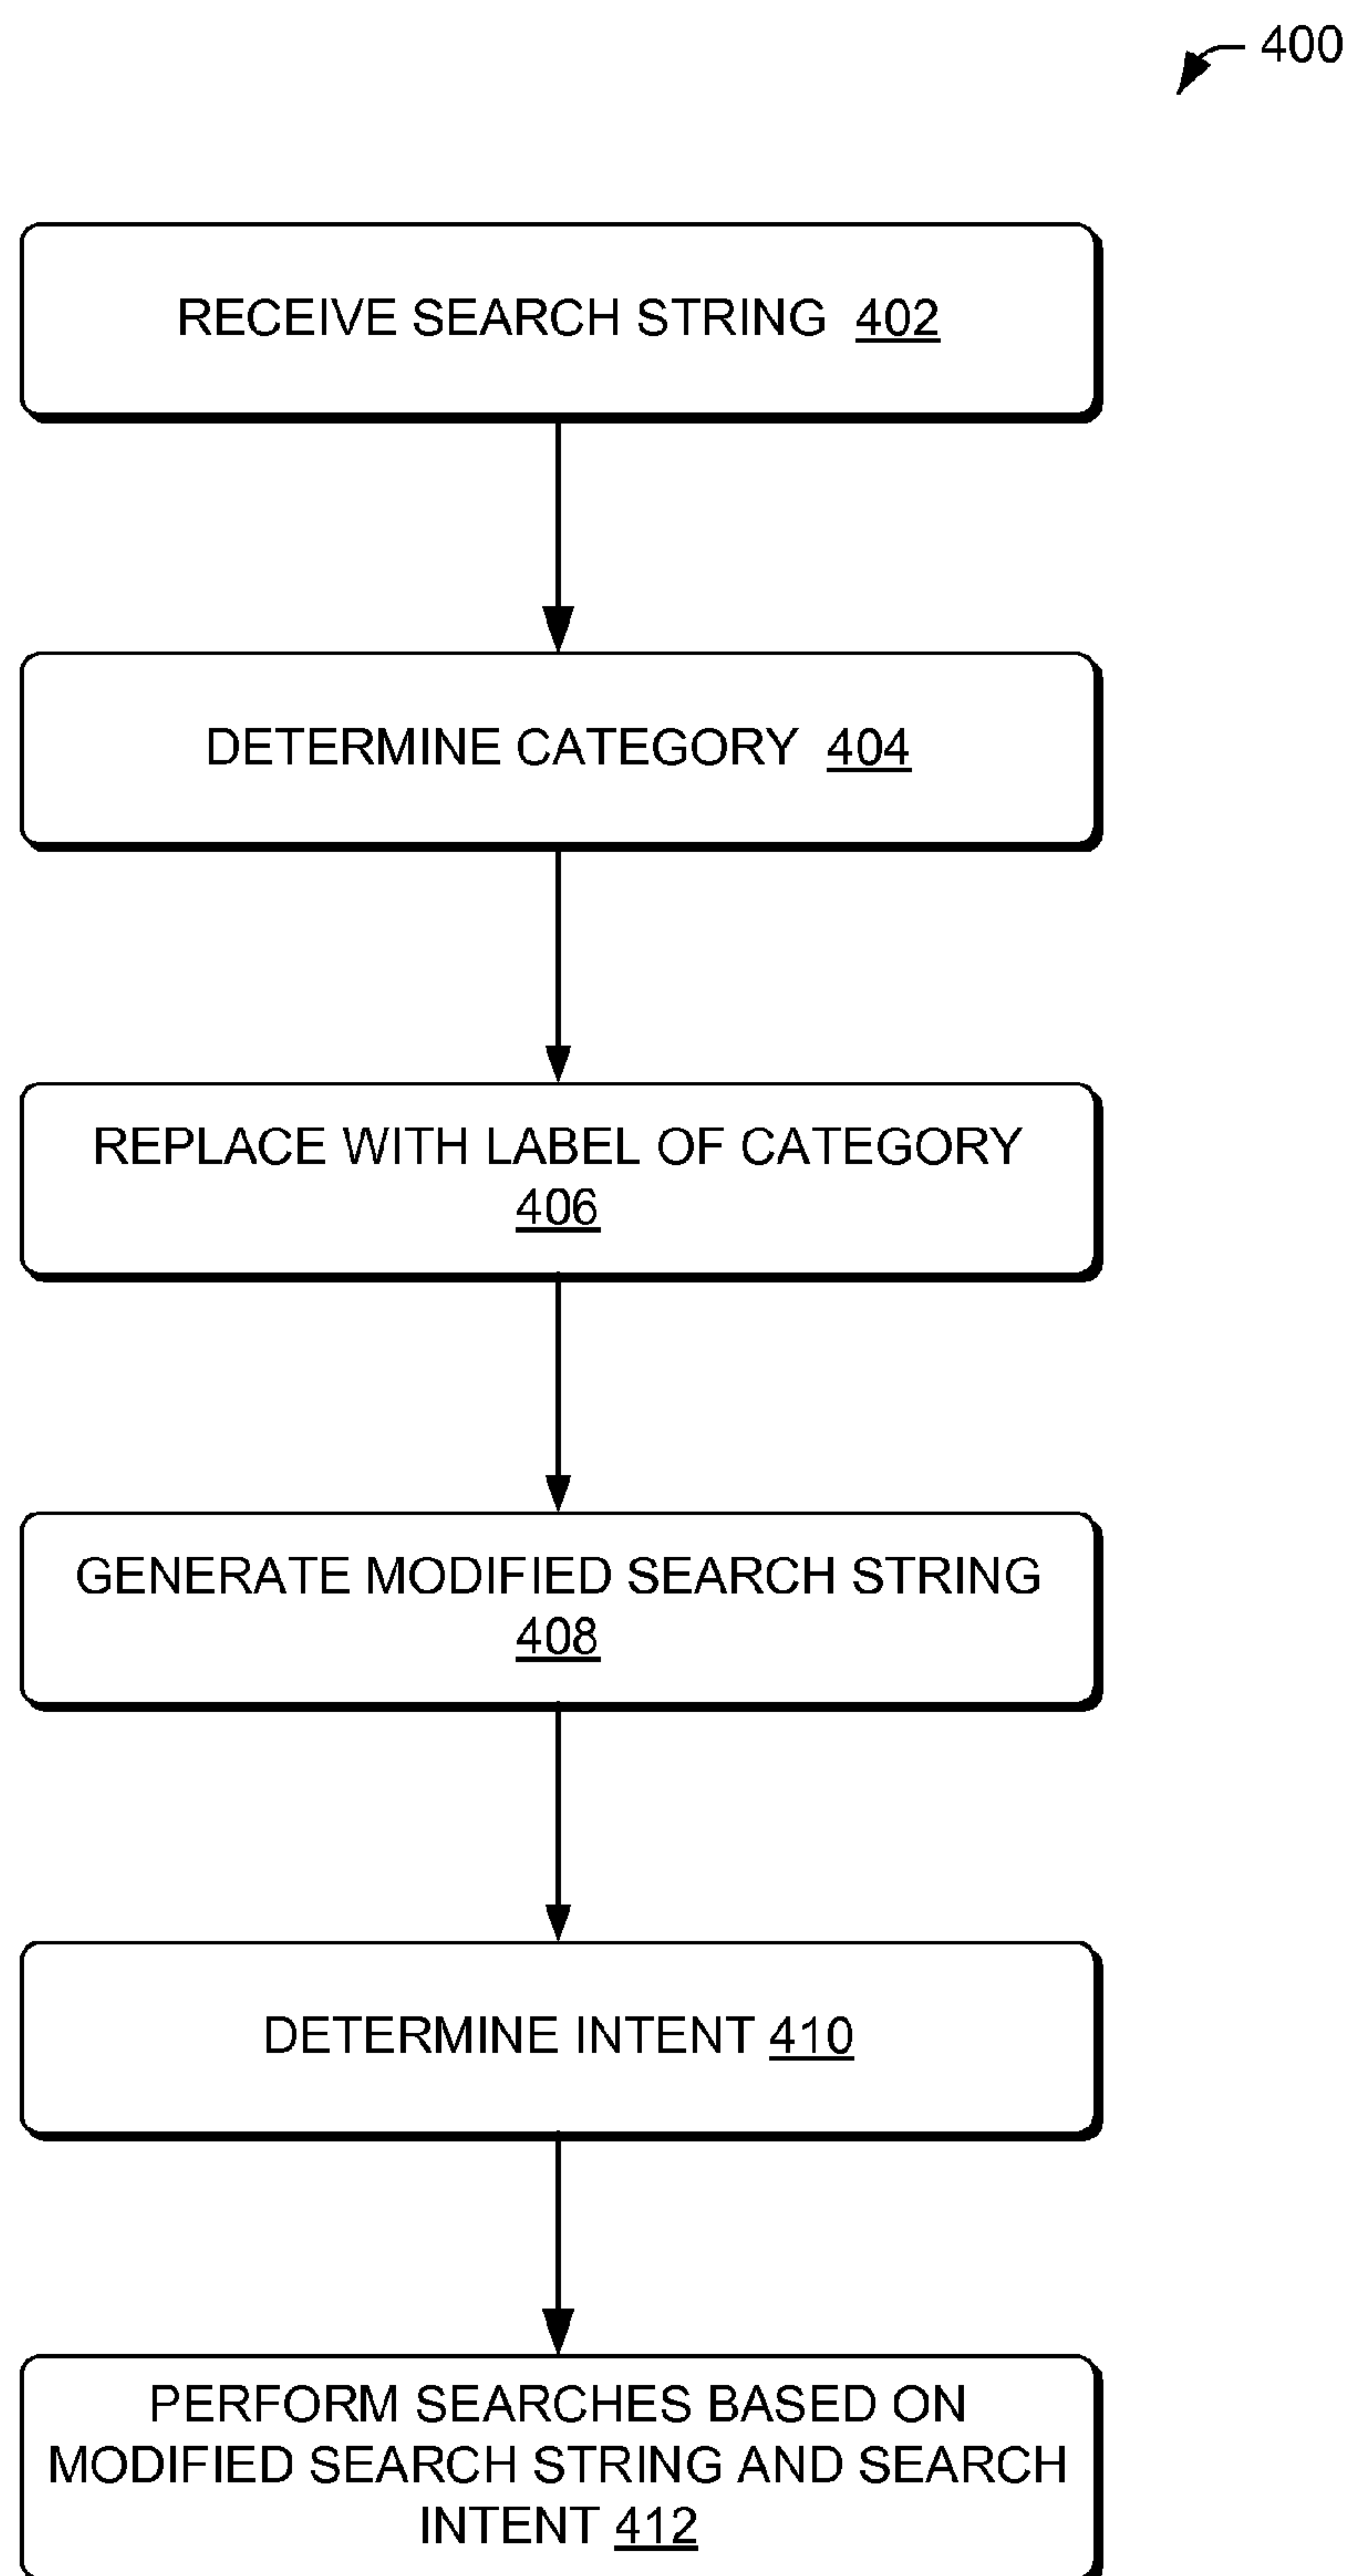 400
RECEIVE SEARCH STRING 402
DETERMINE CATEGORY 404
REPLACE WITH LABEL OF CATEGORY
406
GENERATE MODIFIED SEARCH STRING
408
DETERMINE INTENT 410
PERFORM SEARCHES BASED ON
MODIFIED SEARCH STRING AND SEARCH
INTENT 412